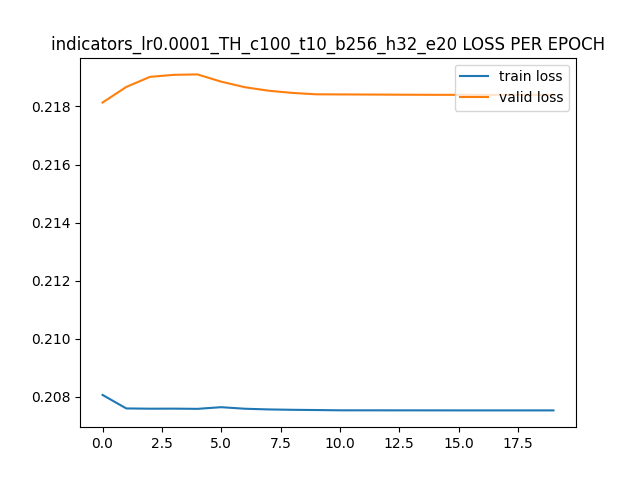 indicators_lr0.0001_TH_c100_t10_b256_h32_e20 LOSS PER EPOCH
train loss
valid loss
0.218
0.216
0.214
0.212
0.210
0.208
0.0 2.5 5.0 7.5 10.0 12.5 15.0 17.5